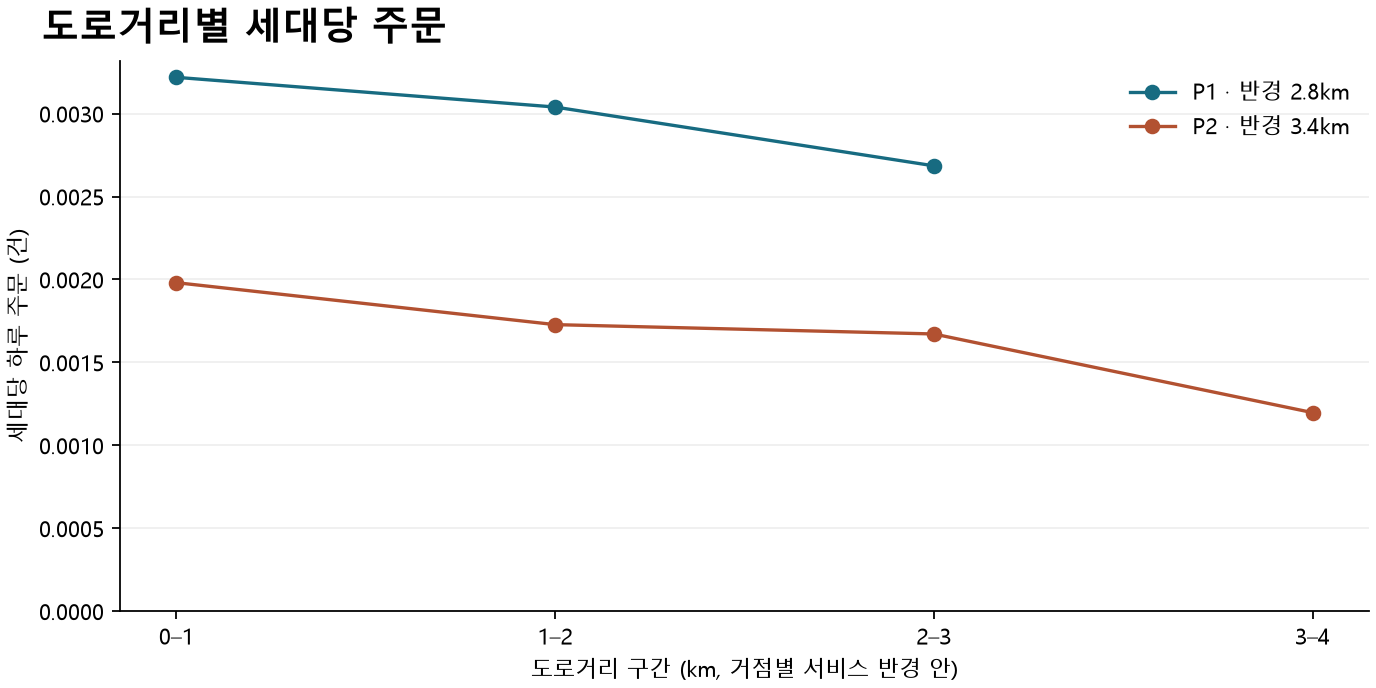 도로거리별 세대당 주문
P1 · 반경 2.8km
P2 · 반경 3.4km
세대당 하루 주문 (건)
0.0030
0.0025
0.0020
0.0015
0.0010
0.0005
0.0000
0–1
1–2
2–3
3–4
도로거리 구간 (km, 거점별 서비스 반경 안)